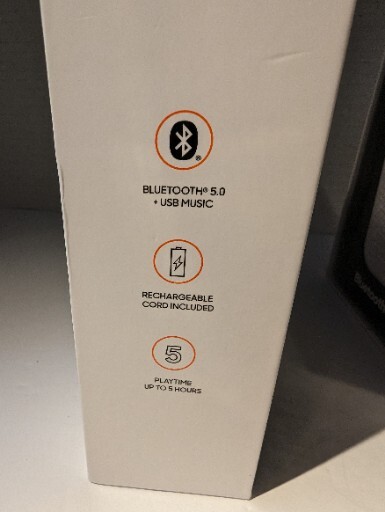 BLUETOOTH® 5.0
+ USB MUSIC
RECHARGEABLE
CORD INCLUDED
5
PLAYTIME
UP TO 5 HOURS